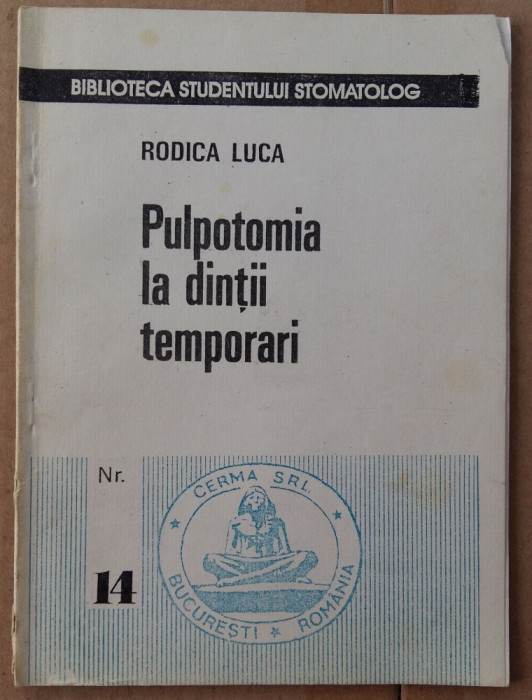 BIBLIOTECA STUDENTULUI STOMATOLOG
RODICA LUCA
Pulpotomia
la dinții
temporari
Nr.
14
CERMA SRL.
BUCUREȘTI ★ ROMÂNIA